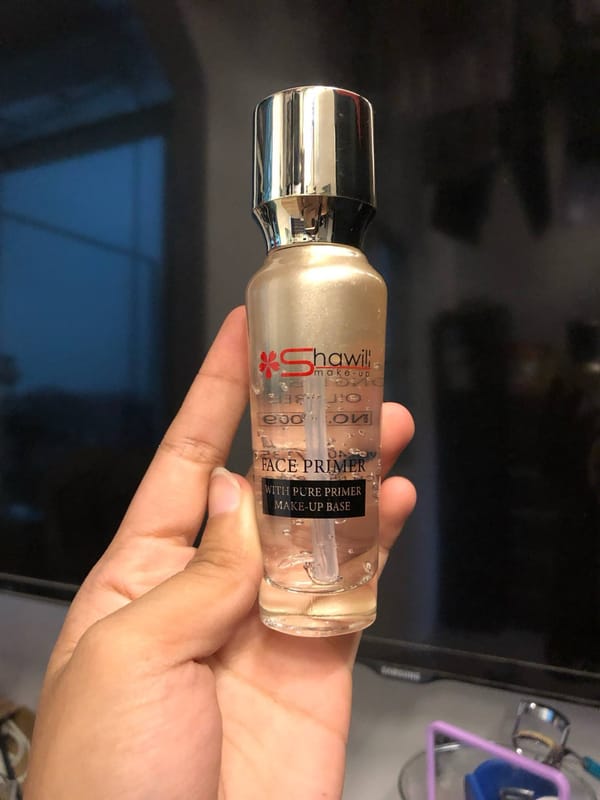 Shawill
make-up
FACE PRIMER
WITH PURE PRIMER
MAKE-UP BASE
SAMSUNG